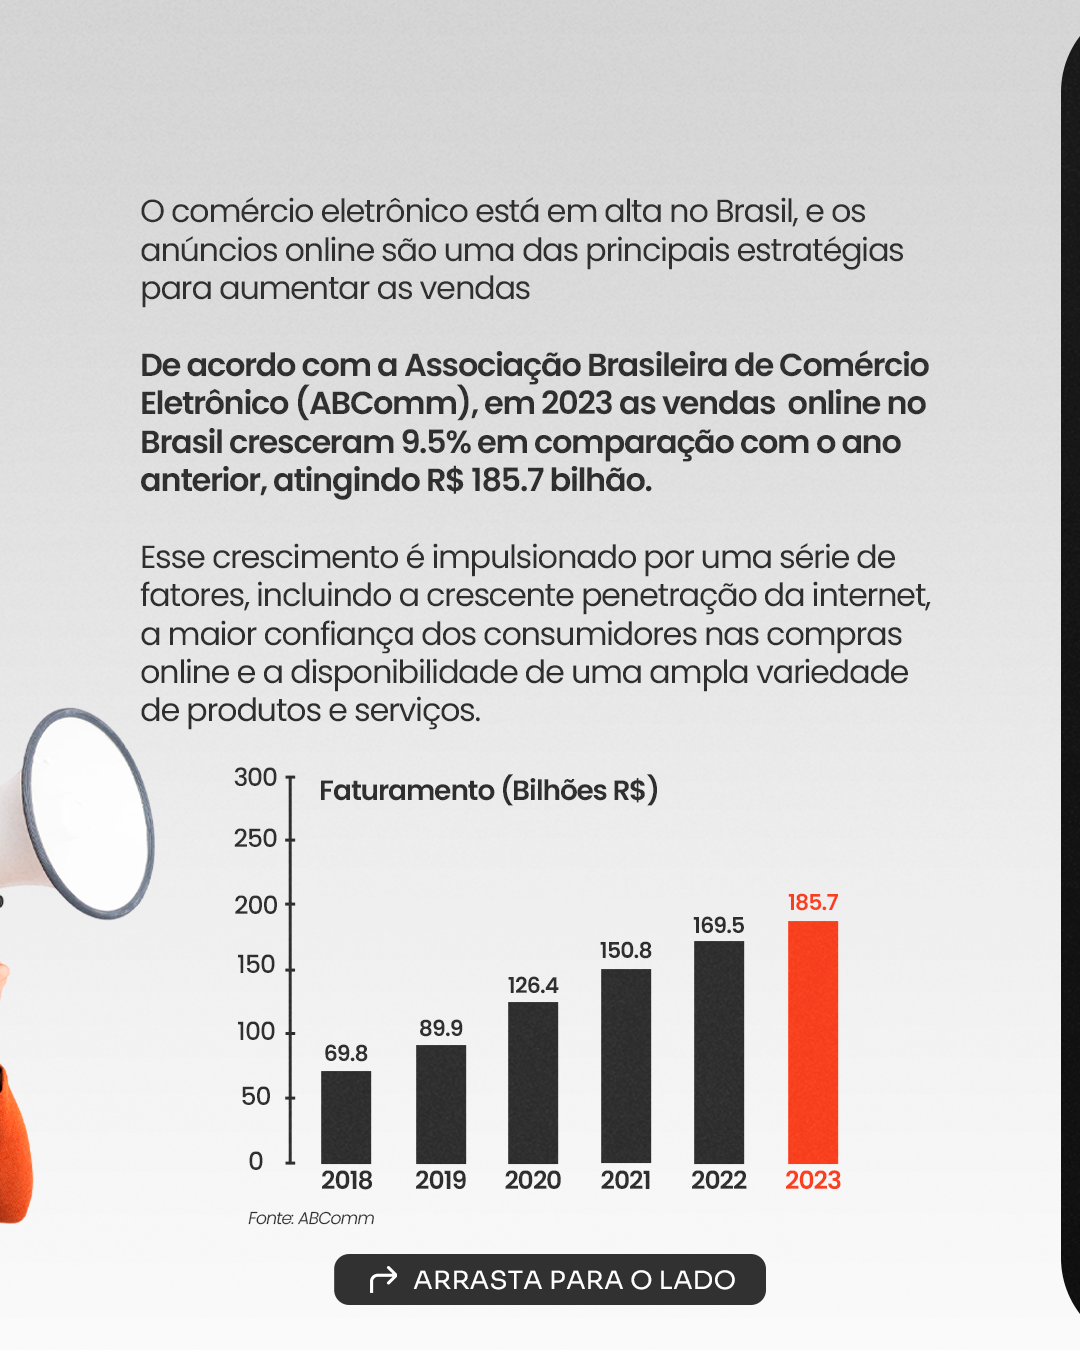 O comércio eletrônico está em alta no Brasil, e os
anúncios online são uma das principais estratégias
para aumentar as vendas
De acordo com a Associação Brasileira de Comércio
Eletrônico (ABComm), em 2023 as vendas  online no
Brasil cresceram 9.5% em comparação com o ano
anterior, atingindo R$ 185.7 bilhão.
Esse crescimento é impulsionado por uma série de
fatores, incluindo a crescente penetração da internet,
a maior confiança dos consumidores nas compras
online e a disponibilidade de uma ampla variedade
de produtos e serviços.
Faturamento (Bilhões R$)
300
250
200
150
100
50
0
69.8
89.9
126.4
150.8
169.5
185.7
2018 2019 2020 2021 2022 2023
Fonte: ABComm
ARRASTA PARA O LADO